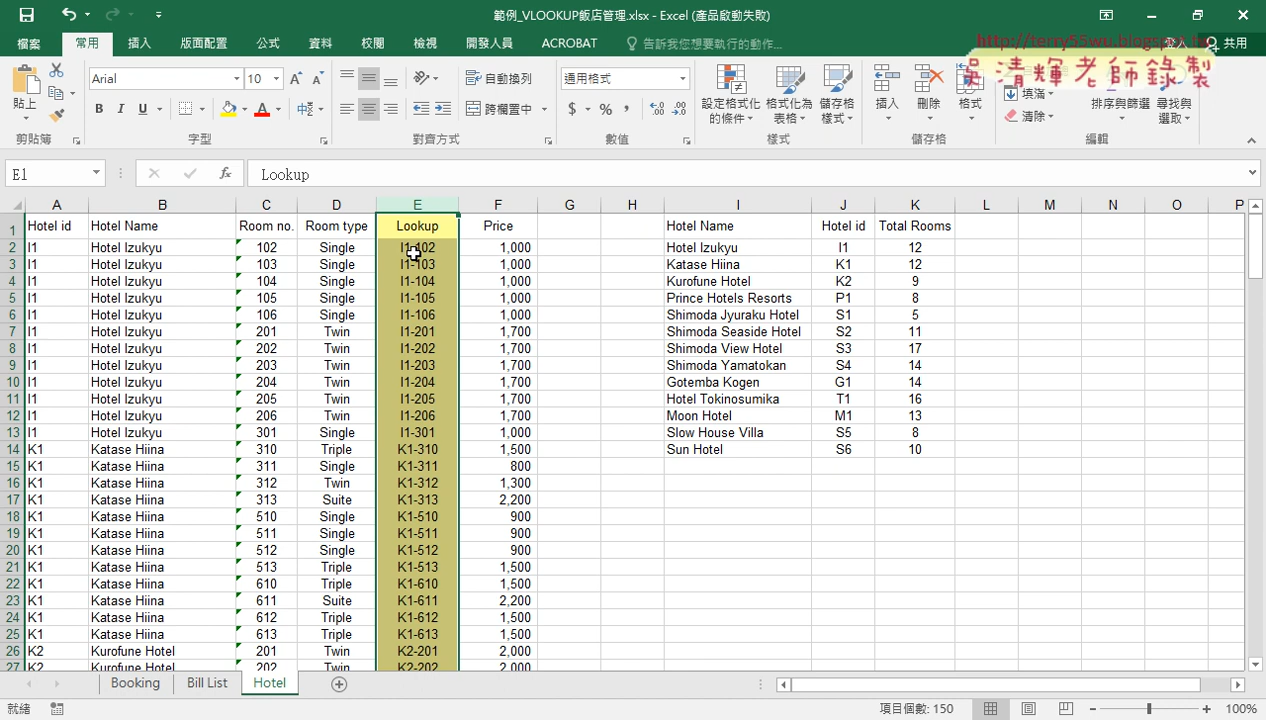 範例_VLOOKUP飯店管理.xlsx - Excel (產品啟動失敗)
檔案 常用 插入 版面配置 公式 資料 校閱 檢視 開發人員 ACROBAT 告訴我您想要執行的動作... 登入 共用
http://terry55wu.blogspot.tw
吳清輝老師錄製
貼上 Arial 10 自動換列 通用格式 設定格式化的條件 格式化為表格 儲存格樣式 插入 刪除 格式 填滿 排序與篩選 尋找與選取
B I U 跨欄置中 $ % , 清除
剪貼簿 字型 對齊方式 數值 樣式 儲存格 編輯
E1 fx Lookup
A B C D E F G H I J K L M N O P
1 Hotel id Hotel Name Room no. Room type Lookup Price Hotel Name Hotel id Total Rooms
2 I1 Hotel Izukyu 102 Single I1-102 1,000 Hotel Izukyu I1 12
3 I1 Hotel Izukyu 103 Single I1-103 1,000 Katase Hiina K1 12
4 I1 Hotel Izukyu 104 Single I1-104 1,000 Kurofune Hotel K2 9
5 I1 Hotel Izukyu 105 Single I1-105 1,000 Prince Hotels Resorts P1 8
6 I1 Hotel Izukyu 106 Single I1-106 1,000 Shimoda Jyuraku Hotel S1 5
7 I1 Hotel Izukyu 201 Twin I1-201 1,700 Shimoda Seaside Hotel S2 11
8 I1 Hotel Izukyu 202 Twin I1-202 1,700 Shimoda View Hotel S3 17
9 I1 Hotel Izukyu 203 Twin I1-203 1,700 Shimoda Yamatokan S4 14
10 I1 Hotel Izukyu 204 Twin I1-204 1,700 Gotemba Kogen G1 14
11 I1 Hotel Izukyu 205 Twin I1-205 1,700 Hotel Tokinosumika T1 16
12 I1 Hotel Izukyu 206 Twin I1-206 1,700 Moon Hotel M1 13
13 I1 Hotel Izukyu 301 Single I1-301 1,000 Slow House Villa S5 8
14 K1 Katase Hiina 310 Triple K1-310 1,500 Sun Hotel S6 10
15 K1 Katase Hiina 311 Single K1-311 800
16 K1 Katase Hiina 312 Twin K1-312 1,300
17 K1 Katase Hiina 313 Suite K1-313 2,200
18 K1 Katase Hiina 510 Single K1-510 900
19 K1 Katase Hiina 511 Single K1-511 900
20 K1 Katase Hiina 512 Single K1-512 900
21 K1 Katase Hiina 513 Triple K1-513 1,500
22 K1 Katase Hiina 610 Triple K1-610 1,500
23 K1 Katase Hiina 611 Suite K1-611 2,200
24 K1 Katase Hiina 612 Triple K1-612 1,500
25 K1 Katase Hiina 613 Triple K1-613 1,500
26 K2 Kurofune Hotel 201 Twin K2-201 2,000
27 K2 Kurofune Hotel 202 Twin K2-202 2,000
Booking Bill List Hotel
就緒 項目個數: 150 100%